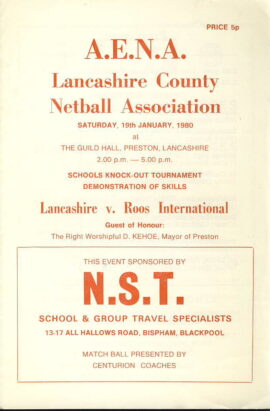 PRICE 5p
A.E.N.A.
Lancashire County
Netball Association
SATURDAY, 19th JANUARY, 1980
at
THE GUILD HALL, PRESTON, LANCASHIRE
2.00 p.m. — 5.00 p.m.
SCHOOLS KNOCK-OUT TOURNAMENT
DEMONSTRATION OF SKILLS
Lancashire v. Roos International
Guest of Honour:
The Right Worshipful D. KEHOE, Mayor of Preston
THIS EVENT SPONSORED BY
N.S.T.
SCHOOL & GROUP TRAVEL SPECIALISTS
13-17 ALL HALLOWS ROAD, BISPHAM, BLACKPOOL
MATCH BALL PRESENTED BY
CENTURION COACHES